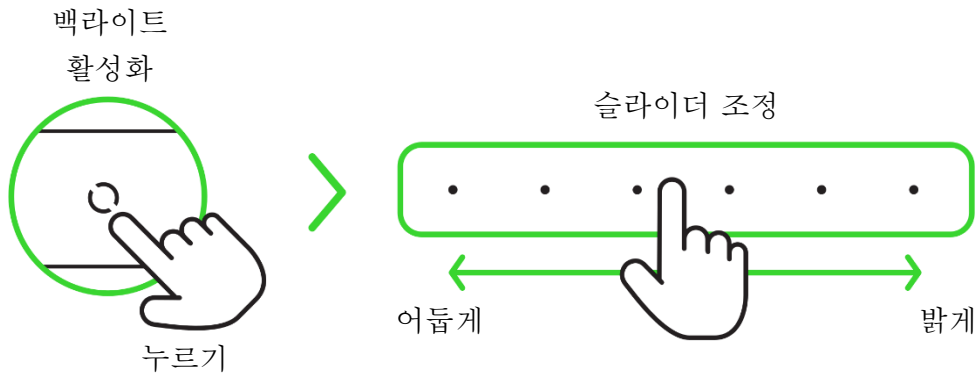 백라이트
활성화
누르기
슬라이더 조정
어둡게
밝게